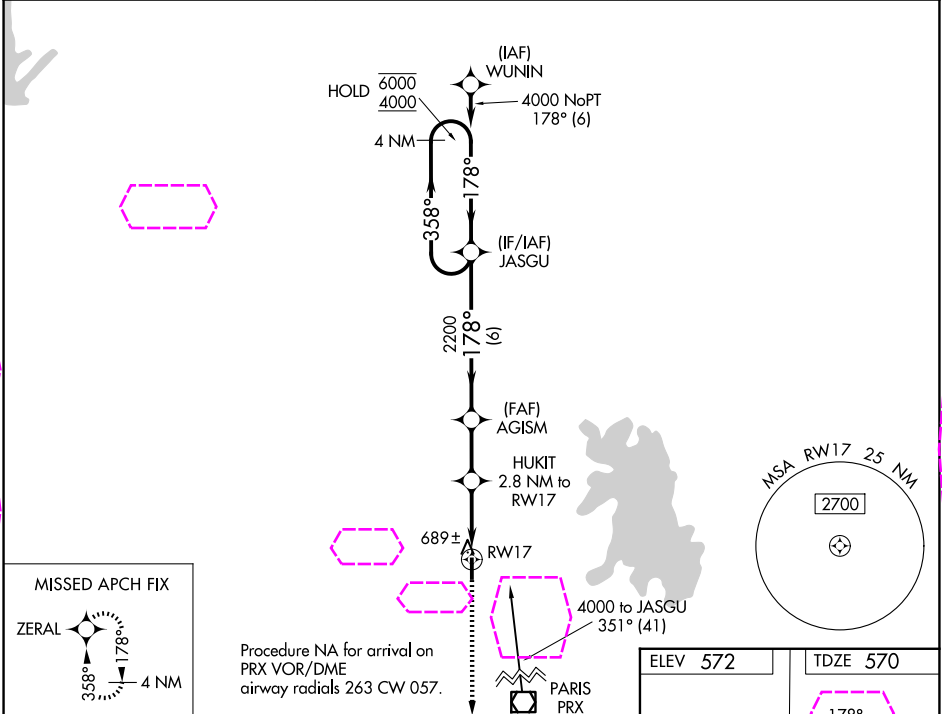 (IAF)
WUNIN
HOLD 6000
4000
4000 NoPT
178° (6)
4 NM
178°
358°
(IF/IAF)
JASGU
2200
178°
(6)
(FAF)
AGISM
HUKIT
2.8 NM to
RW17
MSA RW17 25 NM
2700
689±
RW17
MISSED APCH FIX
ZERAL
178°
358°
4 NM
4000 to JASGU
351° (41)
Procedure NA for arrival on
PRX VOR/DME
airway radials 263 CW 057.
PARIS
PRX
ELEV 572
TDZE 570
178°